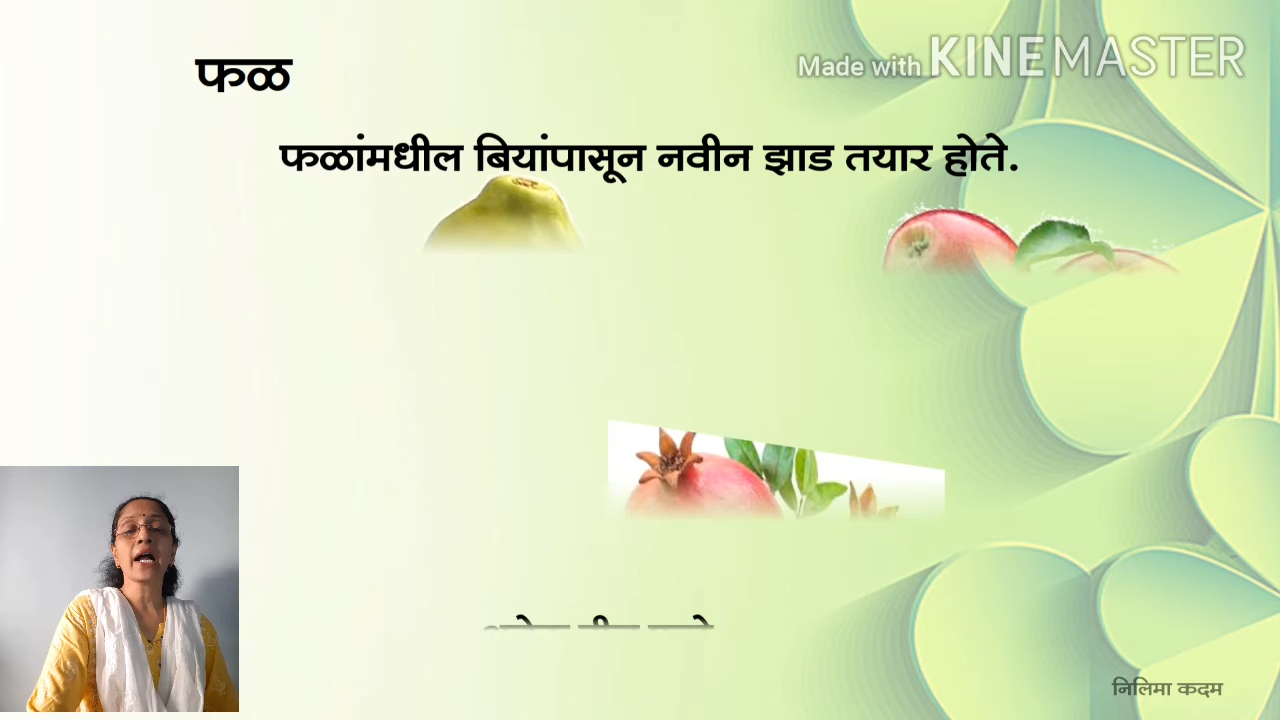 Made with KINEMASTER
फळ
फळांमधील बियांपासून नवीन झाड तयार होते.
निलिमा कदम